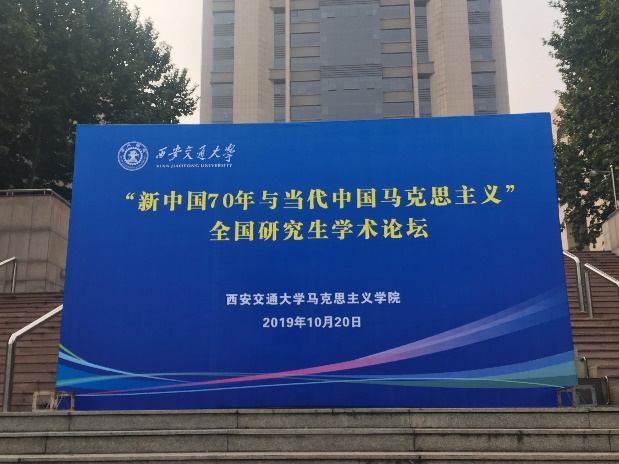 西安交通大学
XI'AN JIAOTONG UNIVERSITY
“新中国70年与当代中国马克思主义”
全国研究生学术论坛
西安交通大学马克思主义学院
2019年10月20日